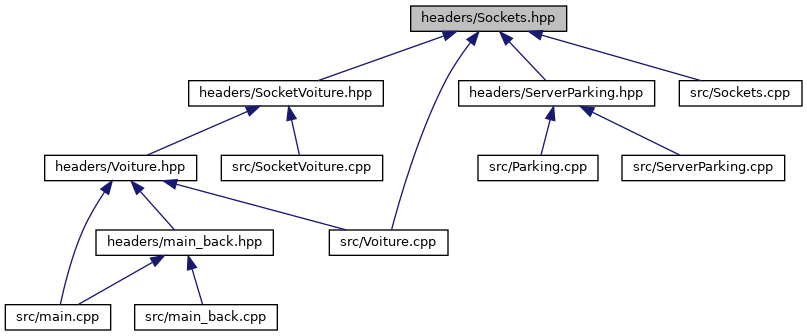 headers/Sockets.hpp
headers/SocketVoiture.hpp
headers/ServerParking.hpp
src/Sockets.cpp
headers/Voiture.hpp
src/SocketVoiture.cpp
src/Parking.cpp
src/ServerParking.cpp
headers/main_back.hpp
src/Voiture.cpp
src/main.cpp
src/main_back.cpp